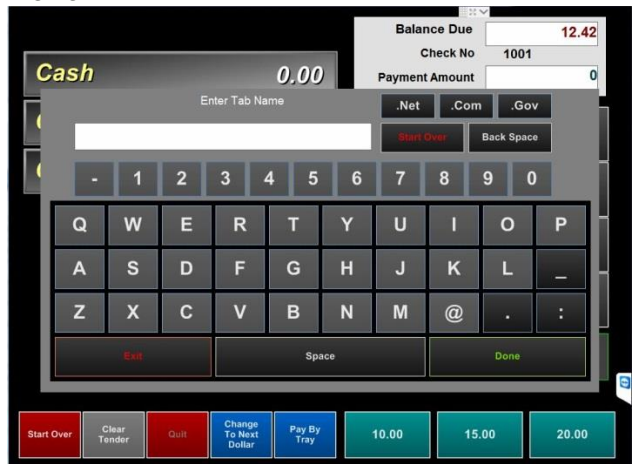 Balance Due 12.42
Check No 1001
Cash 0.00 Payment Amount 0
Enter Tab Name .Net .Com .Gov
Start Over Back Space
- 1 2 3 4 5 6 7 8 9 0
Q W E R T Y U I O P
A S D F G H J K L _
Z X C V B N M @ . :
Exit Space Done
Start Over Clear Tender Quit Change To Next Dollar Pay By Tray 10.00 15.00 20.00